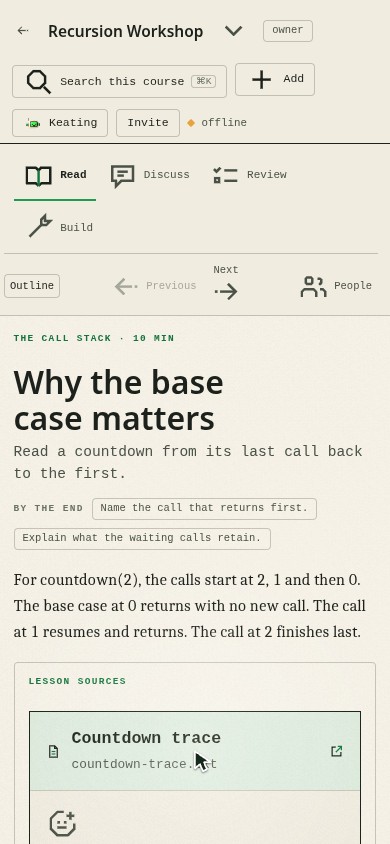 Recursion Workshop
owner
Search this course ⌘K
Add
Keating
Invite
offline
Read
Discuss
Review
Build
Outline
Previous
Next
People
THE CALL STACK · 10 MIN
Why the base
case matters
Read a countdown from its last call back
to the first.
BY THE END
Name the call that returns first.
Explain what the waiting calls retain.
For countdown(2), the calls start at 2, 1 and then 0.
The base case at 0 returns with no new call. The call
at 1 resumes and returns. The call at 2 finishes last.
LESSON SOURCES
Countdown trace